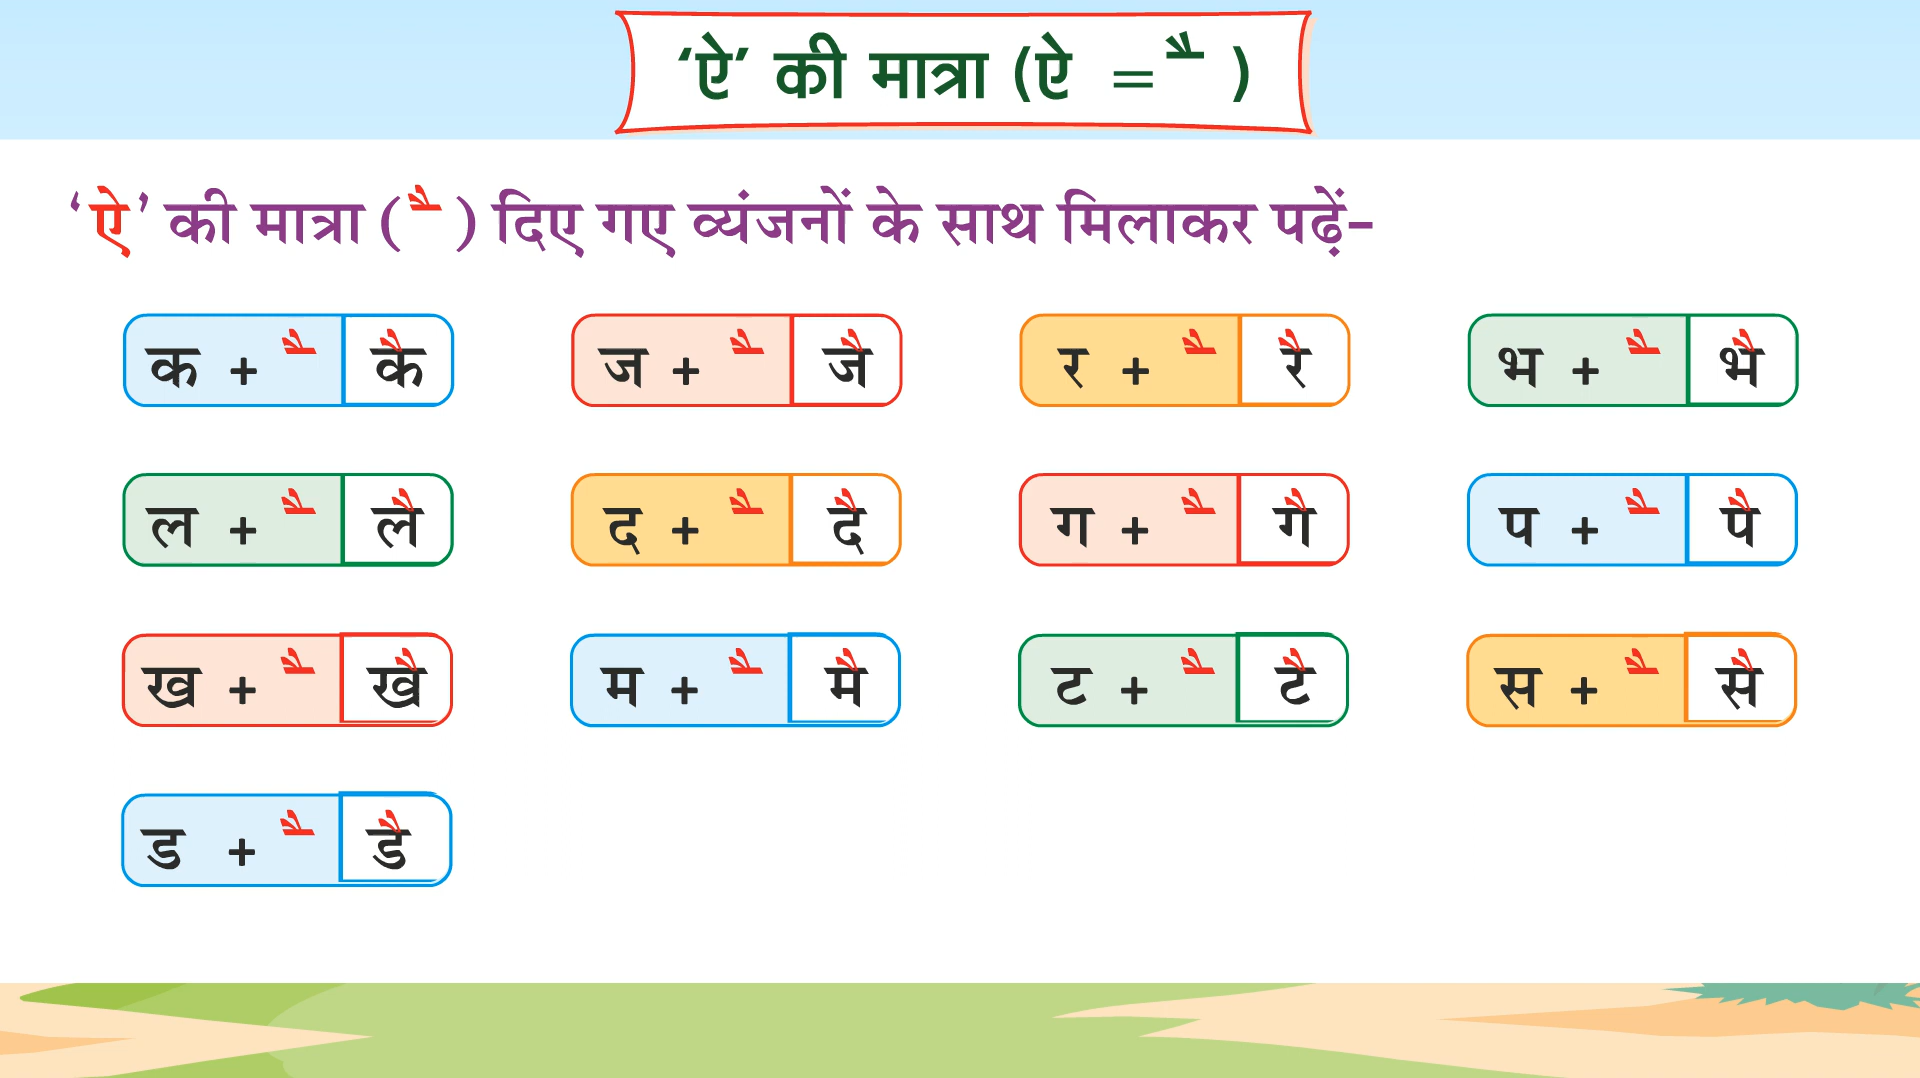 ‘ऐ’ की मात्रा (ऐ = ै )
‘ऐ’ की मात्रा ( ै ) दिए गए व्यंजनों के साथ मिलाकर पढ़ें-
क + ै कै ज + ै जै र + ै रै भ + ै भै
ल + ै लै द + ै दै ग + ै गै प + ै पै
ख + ै खै म + ै मै ट + ै टै स + ै सै
ड + ै डै